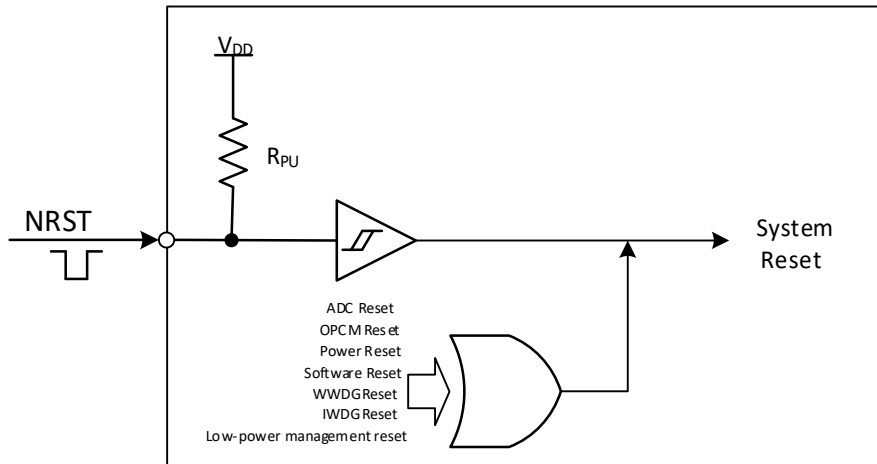 VDD
RPU
NRST
System
Reset
ADC Reset
OPCM Reset
Power Reset
Software Reset
WWDG Reset
IWDG Reset
Low-power management reset